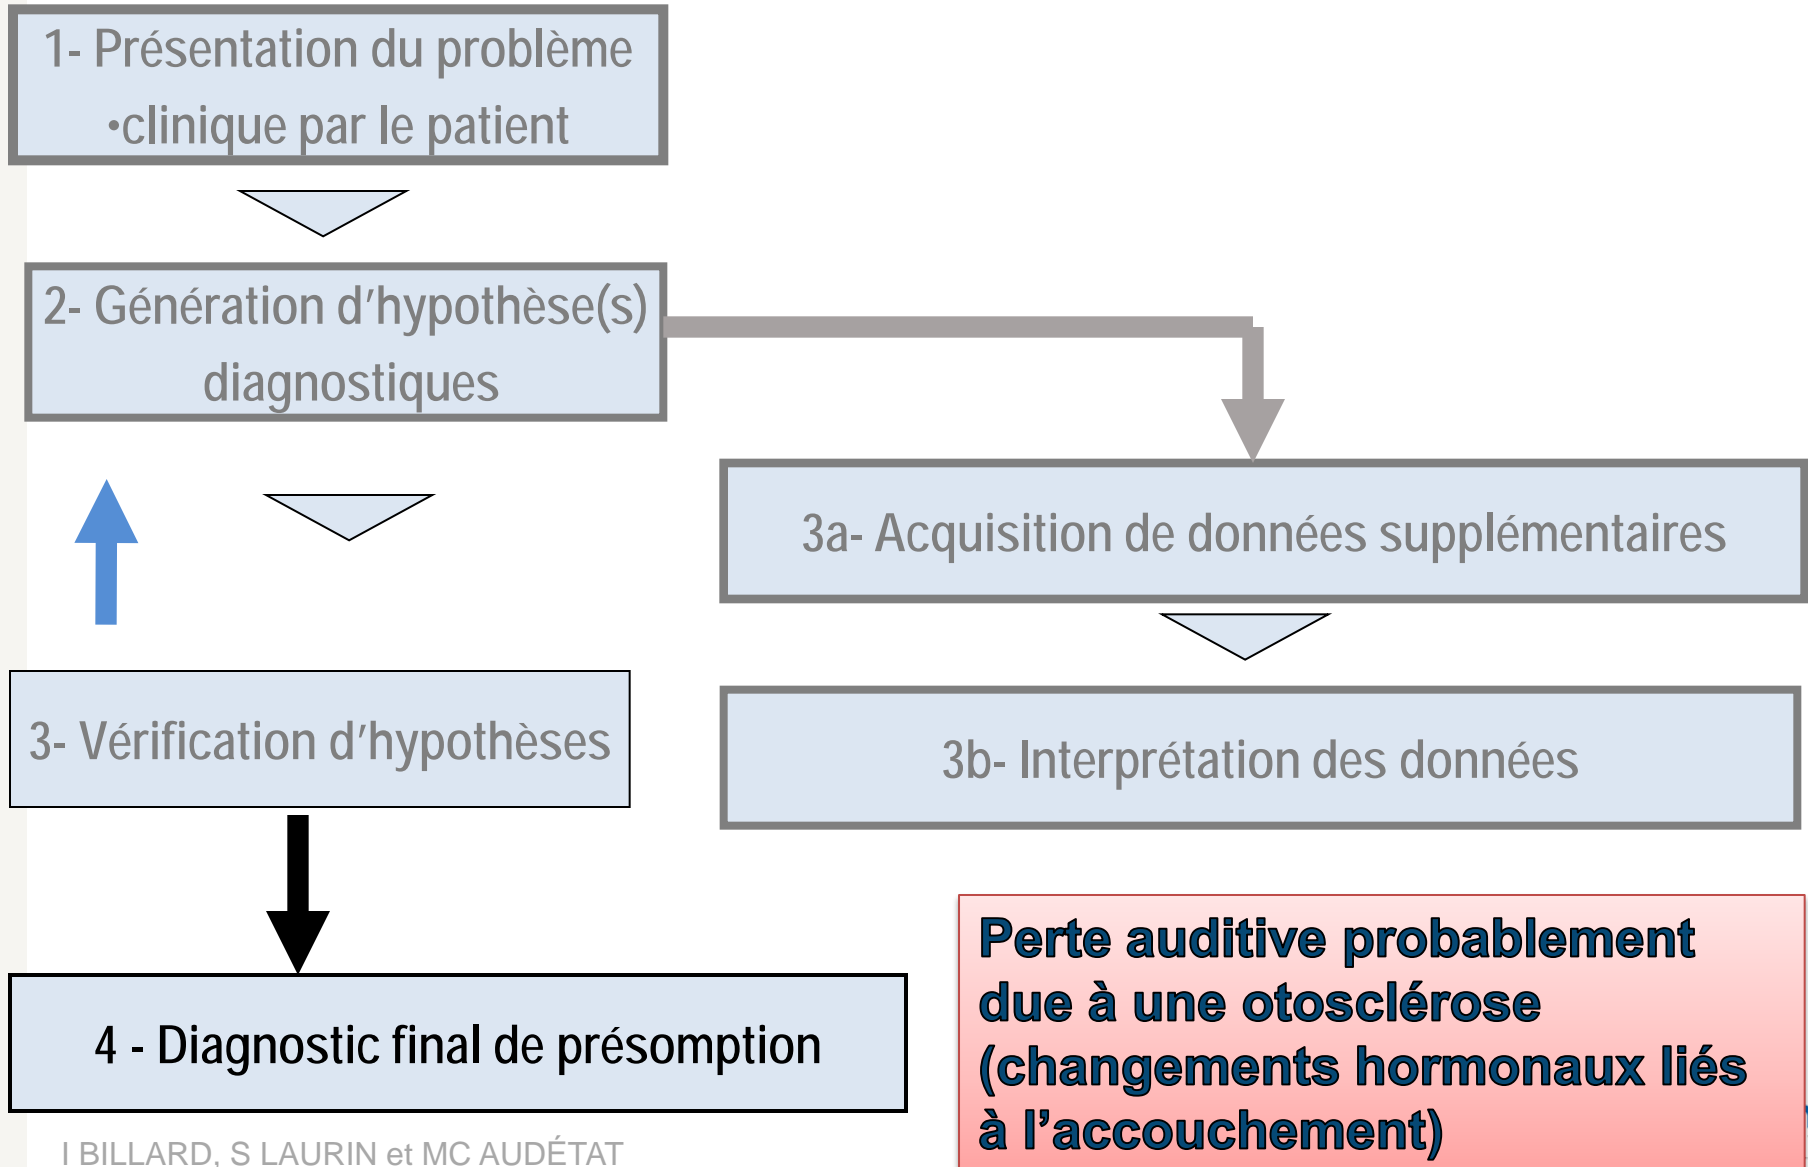 1- Présentation du problème
•clinique par le patient
2- Génération d’hypothèse(s)
diagnostiques
3a- Acquisition de données supplémentaires
3- Vérification d’hypothèses
3b- Interprétation des données
4 - Diagnostic final de présomption
Perte auditive probablement
due à une otosclérose
(changements hormonaux liés
à l’accouchement)
I BILLARD, S LAURIN et MC AUDÉTAT